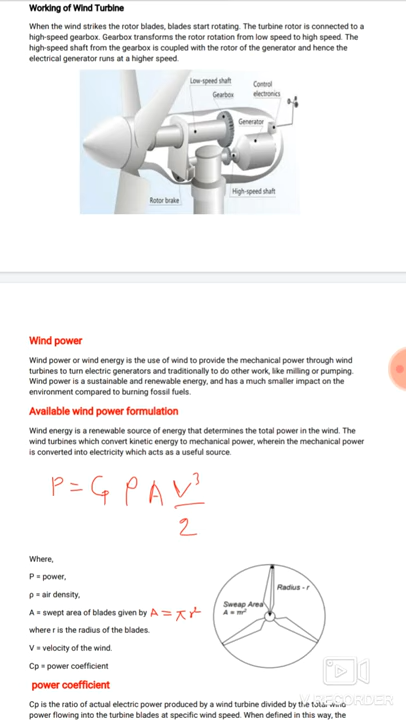 Working of Wind Turbine
When the wind strikes the rotor blades, blades start rotating. The turbine rotor is connected to a
high-speed gearbox. Gearbox transforms the rotor rotation from low speed to high speed. The
high-speed shaft from the gearbox is coupled with the rotor of the generator and hence the
electrical generator runs at a higher speed.
Low-speed shaft
Gearbox
Control
electronics
Generator
High-speed shaft
Rotor brake
Wind power
Wind power or wind energy is the use of wind to provide the mechanical power through wind
turbines to turn electric generators and traditionally to do other work, like milling or pumping.
Wind power is a sustainable and renewable energy, and has a much smaller impact on the
environment compared to burning fossil fuels.
Available wind power formulation
Wind energy is a renewable source of energy that determines the total power in the wind. The
wind turbines which convert kinetic energy to mechanical power, wherein the mechanical power
is converted into electricity which acts as a useful source.
P = Cp ρ A V³/2
Where,
P = power,
ρ = air density,
A = swept area of blades given by A = πr²
where r is the radius of the blades.
V = velocity of the wind.
Cp = power coefficient
Radius - r
Sweap Area
A = πr²
power coefficient
Cp is the ratio of actual electric power produced by a wind turbine divided by the total wind
power flowing into the turbine blades at specific wind speed. When defined in this way, the
V RECORDER